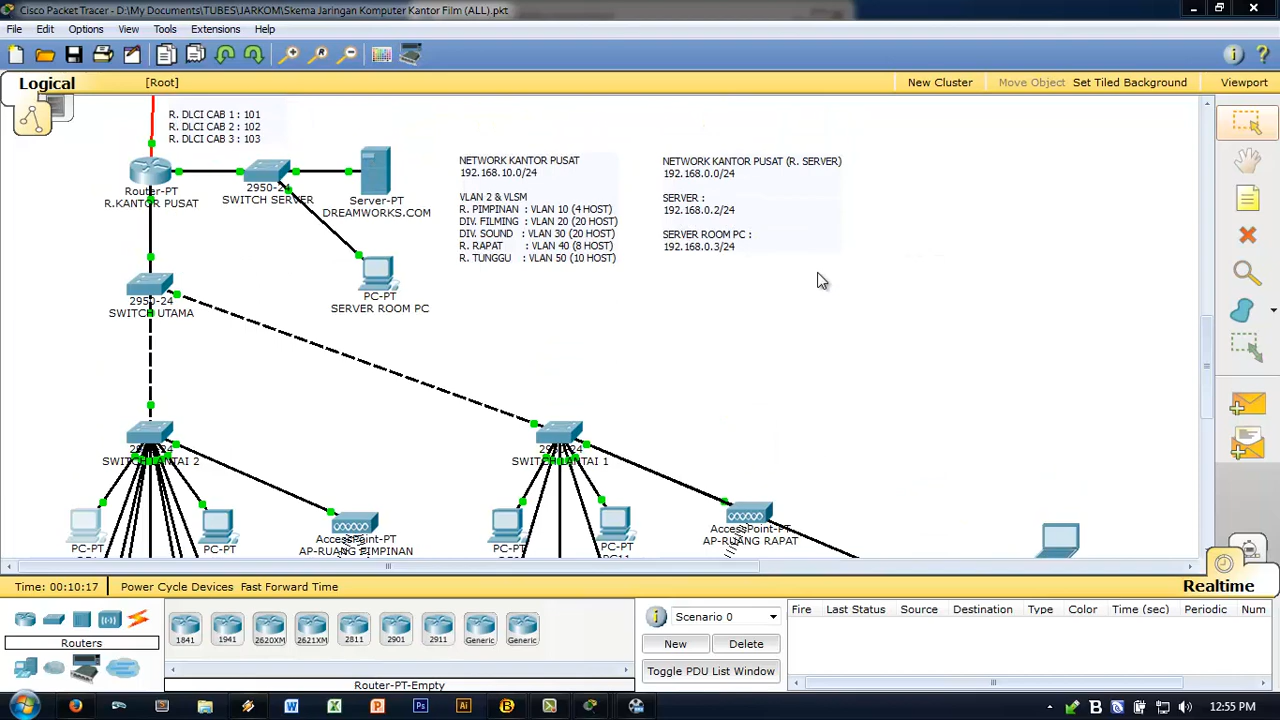 Cisco Packet Tracer - D:\My Documents\TUBES\JARKOM\Skema Jaringan Komputer Kantor Film (ALL).pkt
File Edit Options View Tools Extensions Help
Logical [Root] New Cluster Move Object Set Tiled Background Viewport
R. DLCI CAB 1 : 101
R. DLCI CAB 2 : 102
R. DLCI CAB 3 : 103
Router-PT
R.KANTOR PUSAT
2950-24
SWITCH SERVER
Server-PT
DREAMWORKS.COM
PC-PT
SERVER ROOM PC
NETWORK KANTOR PUSAT
192.168.10.0/24
VLAN 2 & VLSM
R. PIMPINAN : VLAN 10 (4 HOST)
DIV. FILMING : VLAN 20 (20 HOST)
DIV. SOUND : VLAN 30 (20 HOST)
R. RAPAT : VLAN 40 (8 HOST)
R. TUNGGU : VLAN 50 (10 HOST)
NETWORK KANTOR PUSAT (R. SERVER)
192.168.0.0/24
SERVER :
192.168.0.2/24
SERVER ROOM PC :
192.168.0.3/24
2950-24
SWITCH UTAMA
SWITCH LANTAI 2
SWITCH LANTAI 1
PC-PT
PC-PT
AccessPoint-PT
AP-RUANG PIMPINAN
PC-PT
PC-PT
AccessPoint-PT
AP-RUANG RAPAT
Time: 00:10:17 Power Cycle Devices Fast Forward Time
Realtime
Routers
1841 1941 2620XM 2621XM 2811 2901 2911 Generic Generic
Router-PT-Empty
Scenario 0
New Delete
Toggle PDU List Window
Fire Last Status Source Destination Type Color Time (sec) Periodic Num
12:55 PM